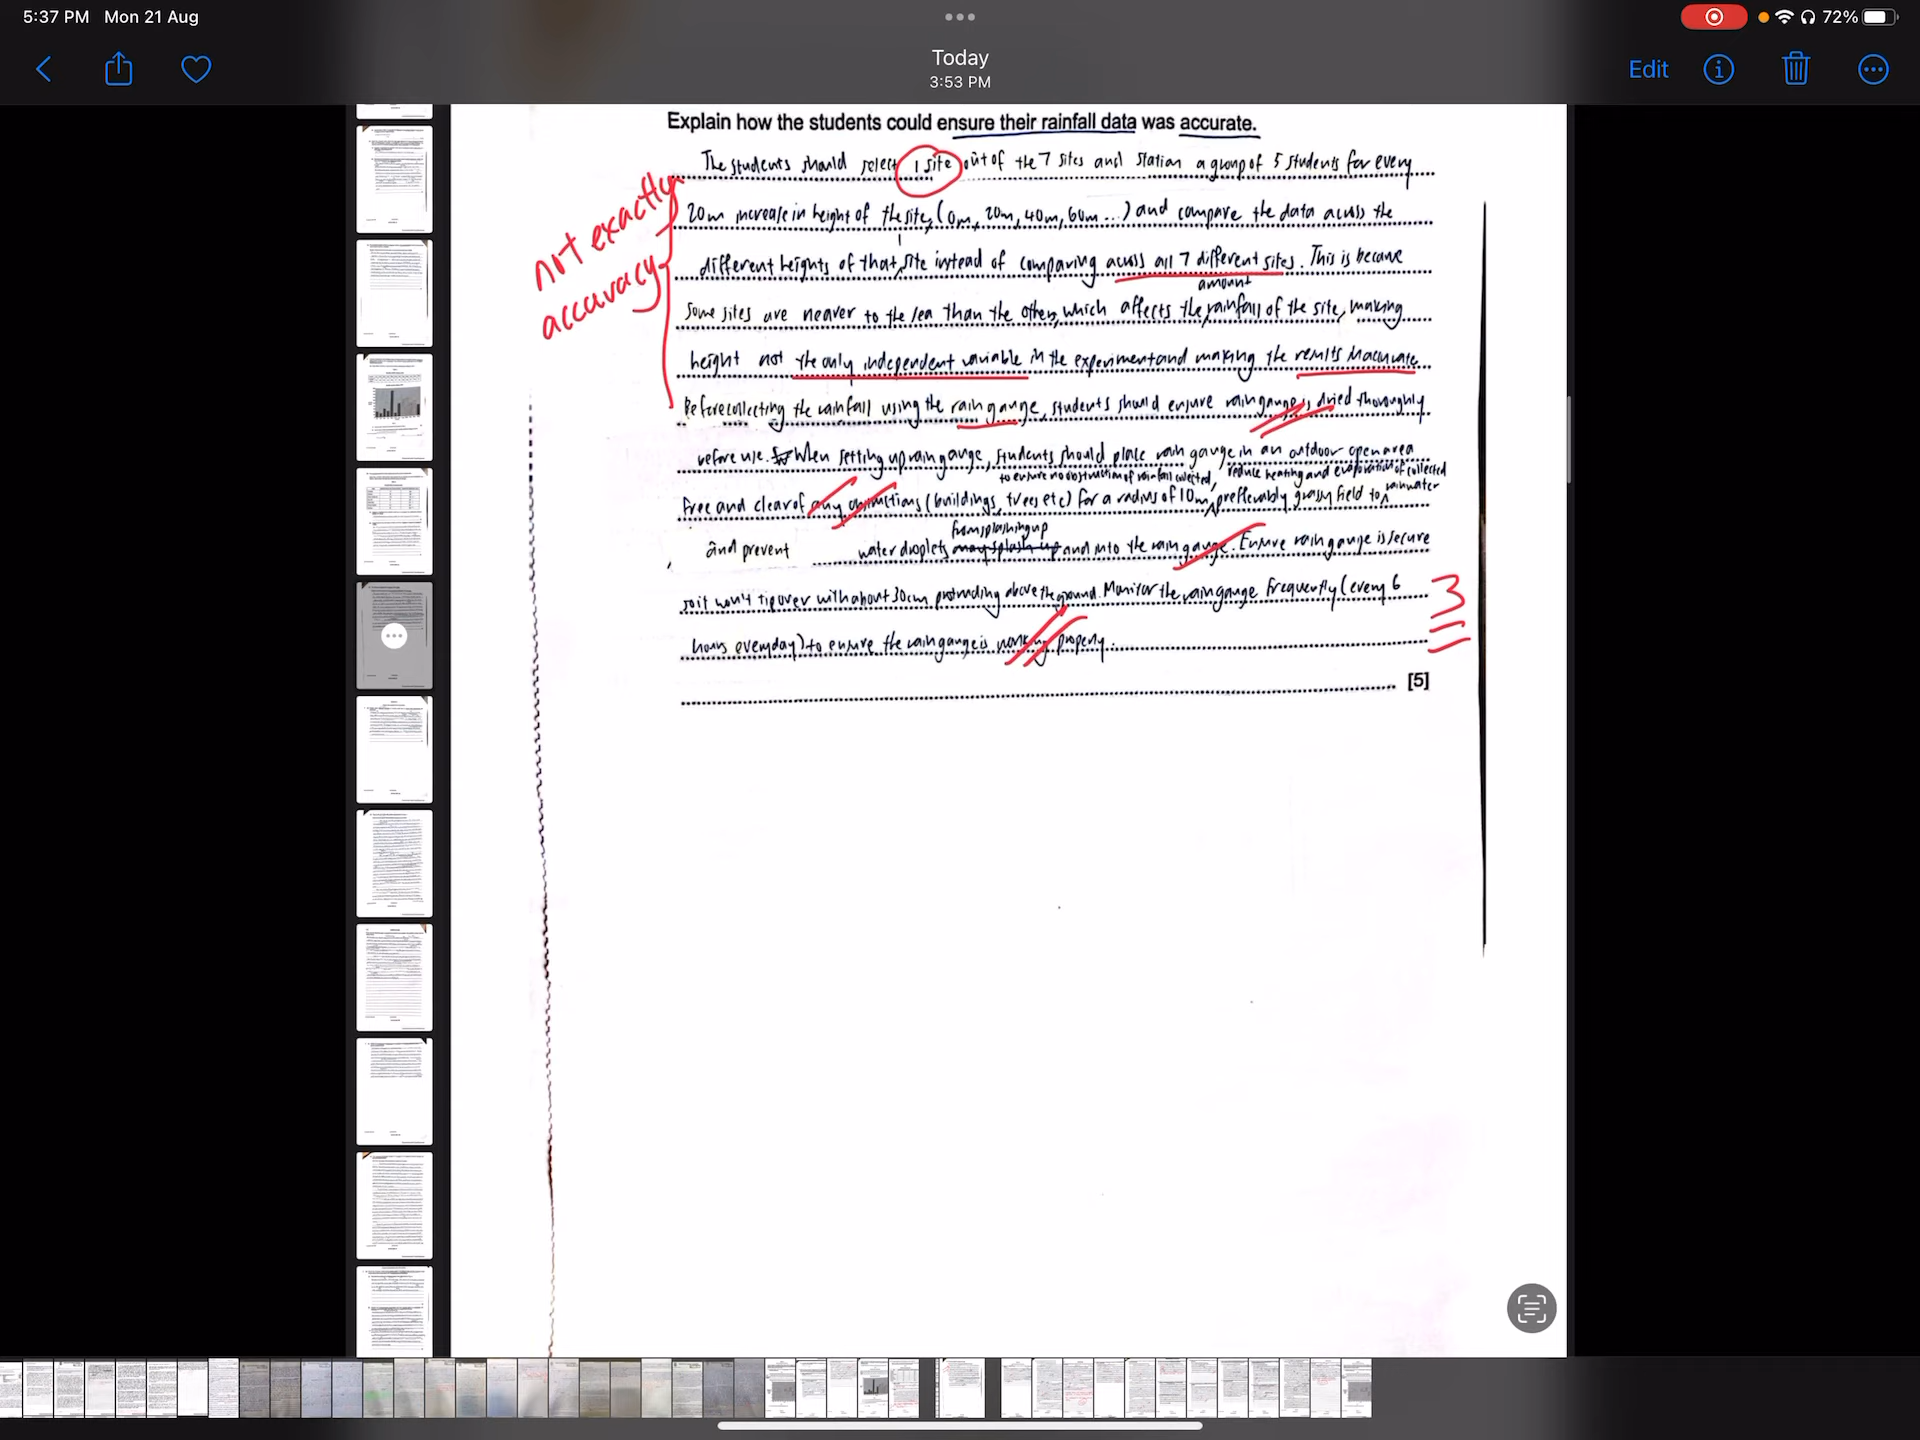 5:37 PM Mon 21 Aug
72%
Today
3:53 PM
Edit
Explain how the students could ensure their rainfall data was accurate.
The students should select 1 site out of the 7 sites and station a group of 5 students for every
20m increase in height of the site, (0m, 20m, 40m, 60m ...) and compare the data across the
different heights of that 1 site instead of comparing across all 7 different sites. This is because
amount
some sites are nearer to the sea than the others, which affects the rainfall of the site, making
height not the only independent variable in the experiment and making the results inaccurate
not exactly
accuracy
Before collecting the rainfall using the rain gauge, students should ensure rain gauge is dried thoroughly
before use. When setting up rain gauge, students should place rain gauge in an outdoor open area
to ensure no obstruction of rainfall collected, reduce heating and evaporation of collected
rainwater
free and clear of any obstructions (buildings, trees etc) for a radius of 10m, prefferably grassy field to
from splashing up
and prevent water droplets may splash up and into the rain gauge. Ensure rain gauge is secure
so it won't tip over with about 30cm protruding above the ground. Monitor the rain gauge frequently (every 6
hours everyday) to ensure the rain gauge is working properly.
3
[5]